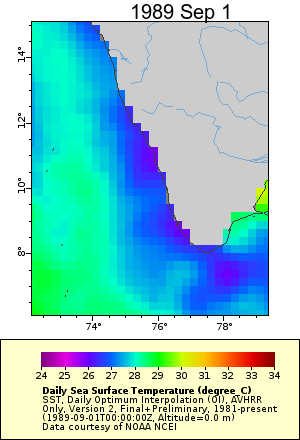 1989 Sep 1
14°
12°
10°
8°
74° 76° 78°
24 25 26 27 28 29 30 31 32 33 34
Daily Sea Surface Temperature (degree_C)
SST, Daily Optimum Interpolation (OI), AVHRR
Only, Version 2, Final+Preliminary, 1981-present
(1989-09-01T00:00:00Z, Altitude=0.0 m)
Data courtesy of NOAA NCEI